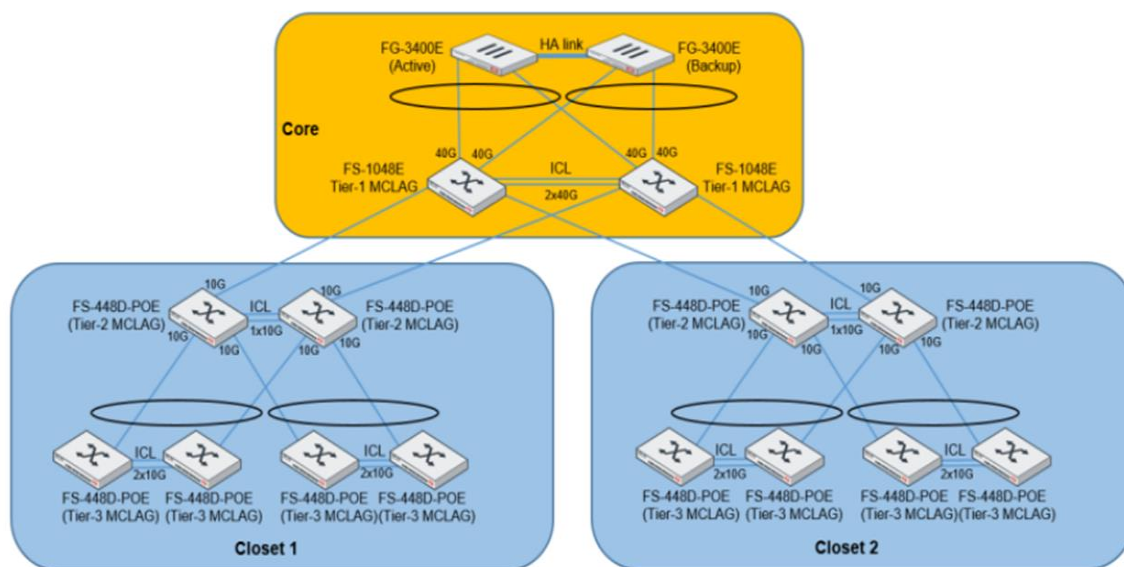 FG-3400E
(Active)
HA link
FG-3400E
(Backup)
Core
40G
40G
40G
40G
FS-1048E
Tier-1 MCLAG
ICL
2x40G
FS-1048E
Tier-1 MCLAG
10G
10G
FS-448D-POE
(Tier-2 MCLAG)
ICL
1x10G
FS-448D-POE
(Tier-2 MCLAG)
10G
10G
10G
10G
ICL
2x10G
ICL
2x10G
FS-448D-POE
(Tier-3 MCLAG)
FS-448D-POE
(Tier-3 MCLAG)
FS-448D-POE
(Tier-3 MCLAG)
FS-448D-POE
(Tier-3 MCLAG)
Closet 1
10G
10G
FS-448D-POE
(Tier-2 MCLAG)
ICL
1x10G
FS-448D-POE
(Tier-2 MCLAG)
10G
10G
10G
10G
ICL
2x10G
ICL
2x10G
FS-448D-POE
(Tier-3 MCLAG)
FS-448D-POE
(Tier-3 MCLAG)
FS-448D-POE
(Tier-3 MCLAG)
FS-448D-POE
(Tier-3 MCLAG)
Closet 2